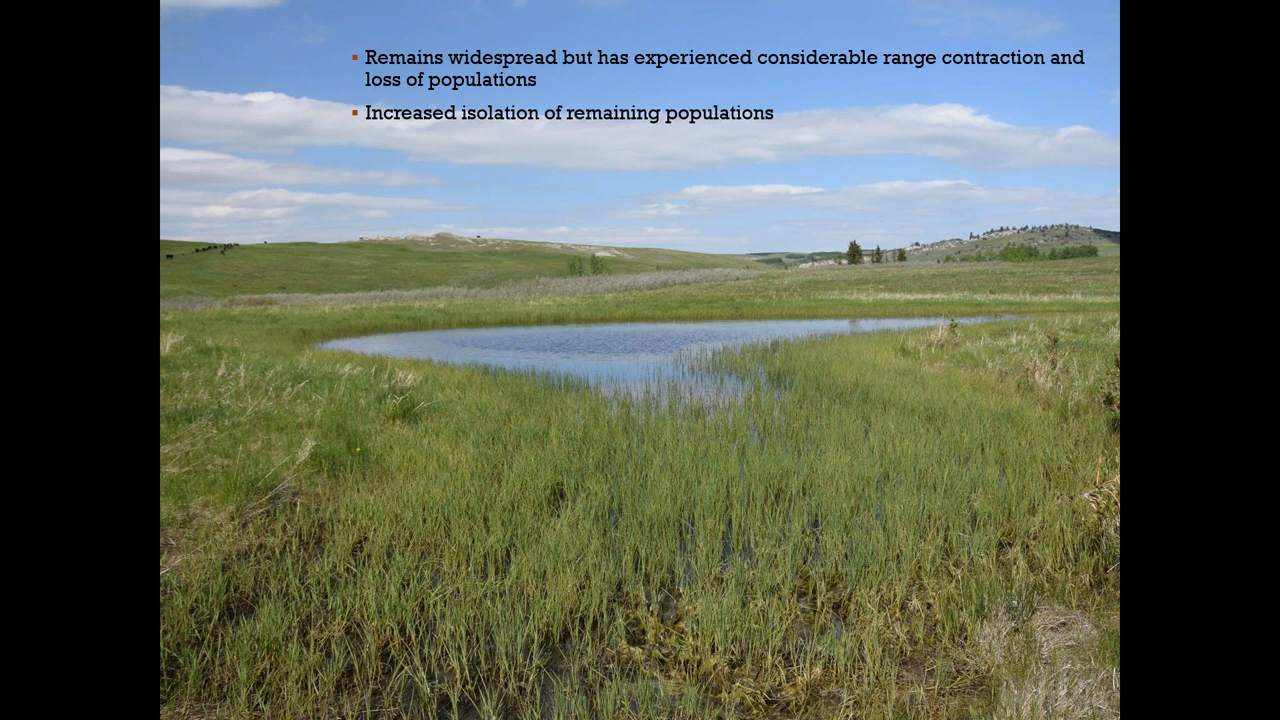 ▪ Remains widespread but has experienced considerable range contraction and
loss of populations
▪ Increased isolation of remaining populations